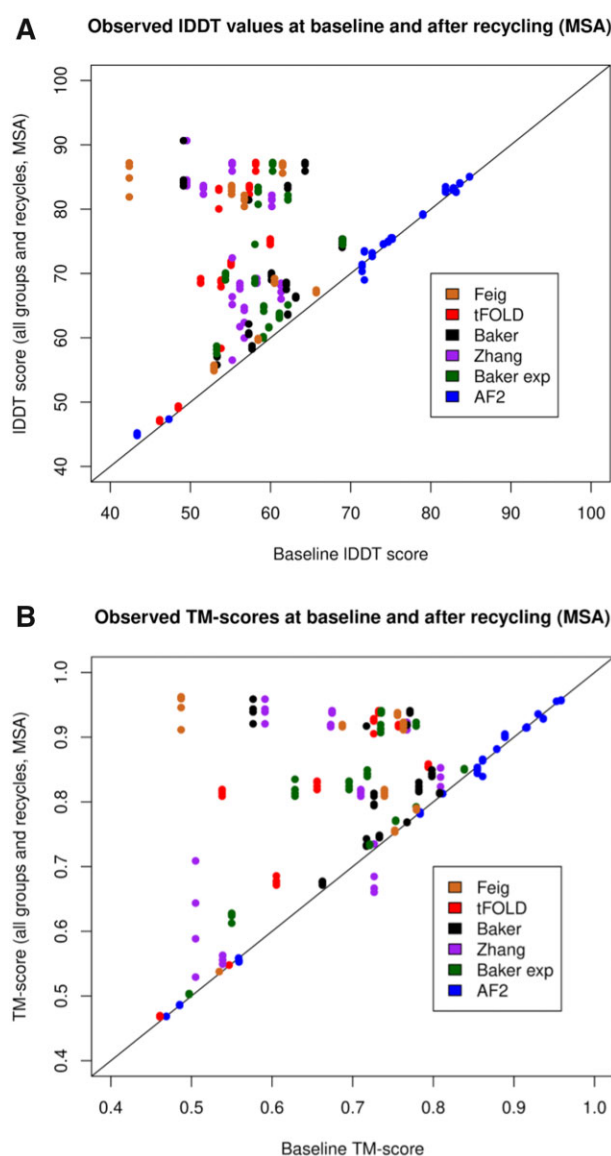 A
Observed lDDT values at baseline and after recycling (MSA)
lDDT score (all groups and recycles, MSA)
100
90
80
70
60
50
40
Feig
tFOLD
Baker
Zhang
Baker exp
AF2
40 50 60 70 80 90 100
Baseline lDDT score
B
Observed TM-scores at baseline and after recycling (MSA)
TM-score (all groups and recycles, MSA)
1.0
0.9
0.8
0.7
0.6
0.5
0.4
Feig
tFOLD
Baker
Zhang
Baker exp
AF2
0.4 0.5 0.6 0.7 0.8 0.9 1.0
Baseline TM-score